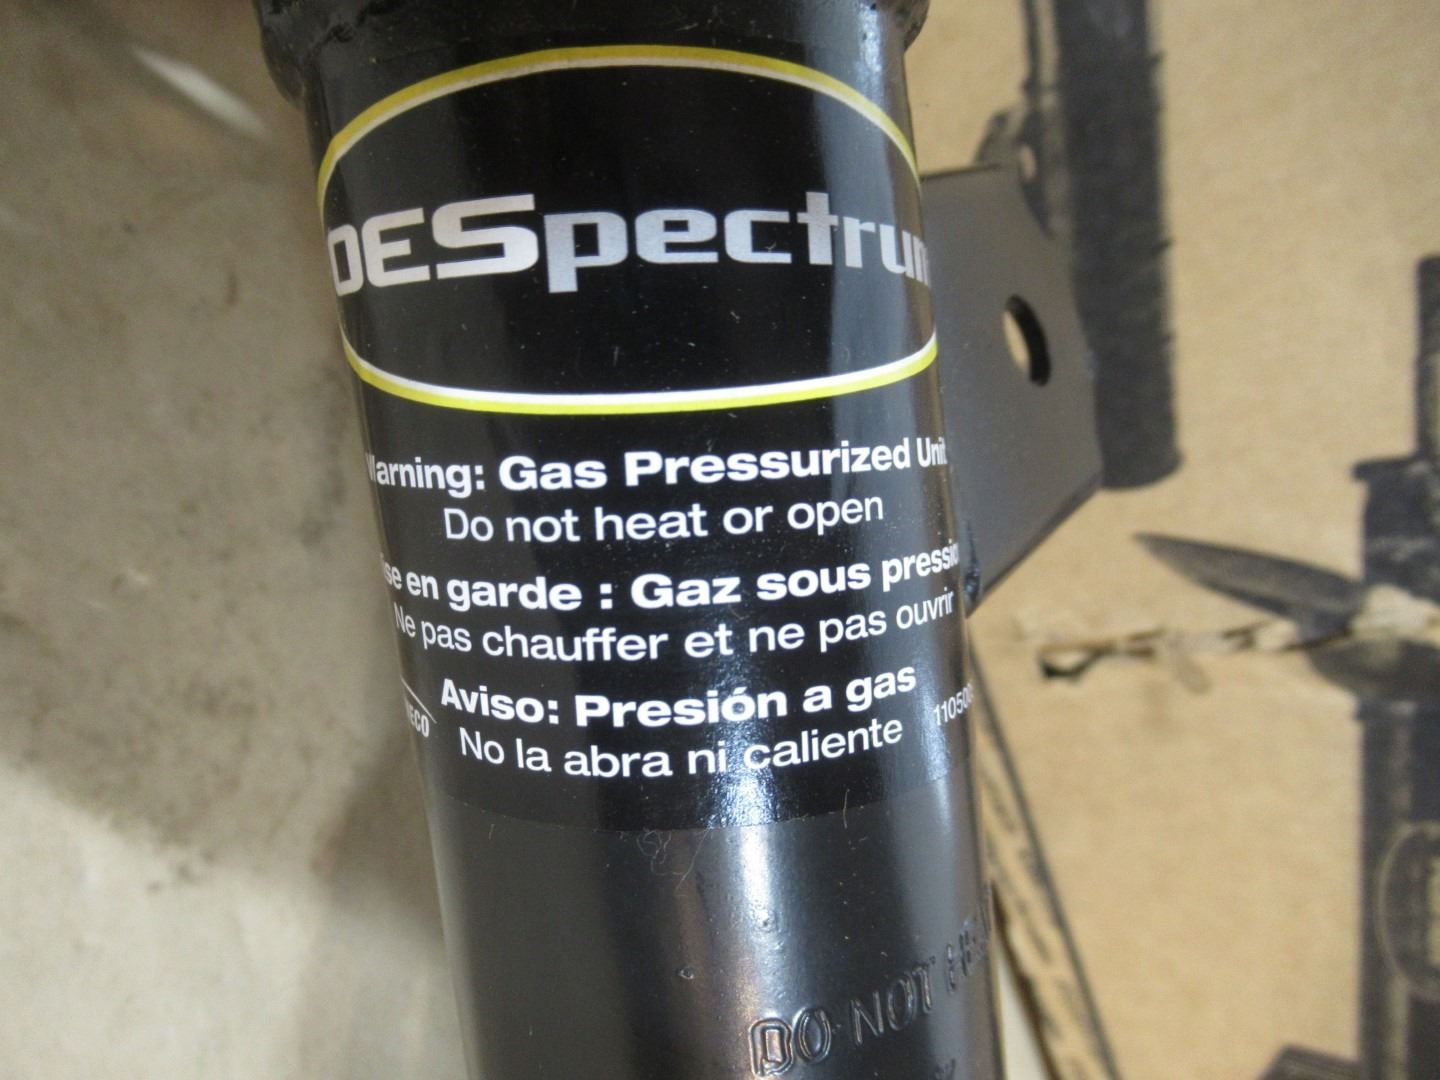 OESpectrum
Warning: Gas Pressurized Unit
Do not heat or open
en garde : Gaz sous pression
Ne pas chauffer et ne pas ouvrir
Aviso: Presión a gas
No la abra ni caliente
DO NOT